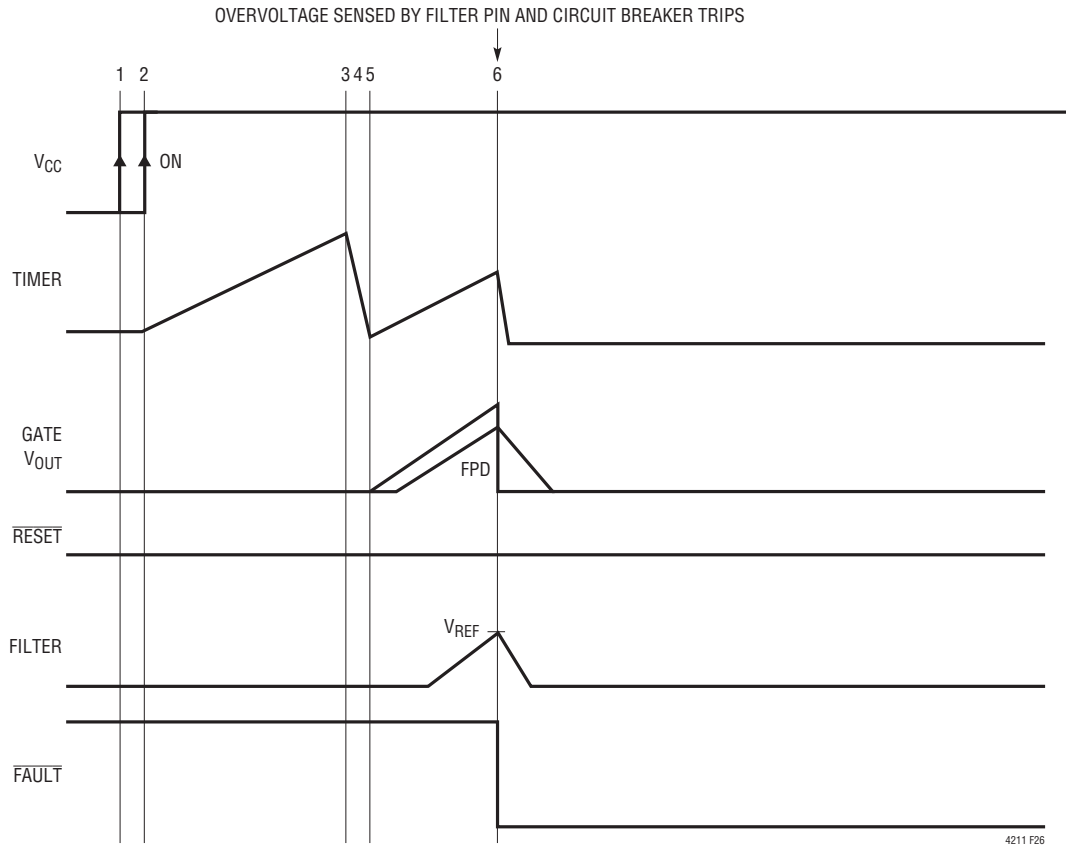 OVERVOLTAGE SENSED BY FILTER PIN AND CIRCUIT BREAKER TRIPS
1 2 3 4 5 6
VCC
ON
TIMER
GATE
VOUT
FPD
RESET
VREF
FILTER
FAULT
4211 F26